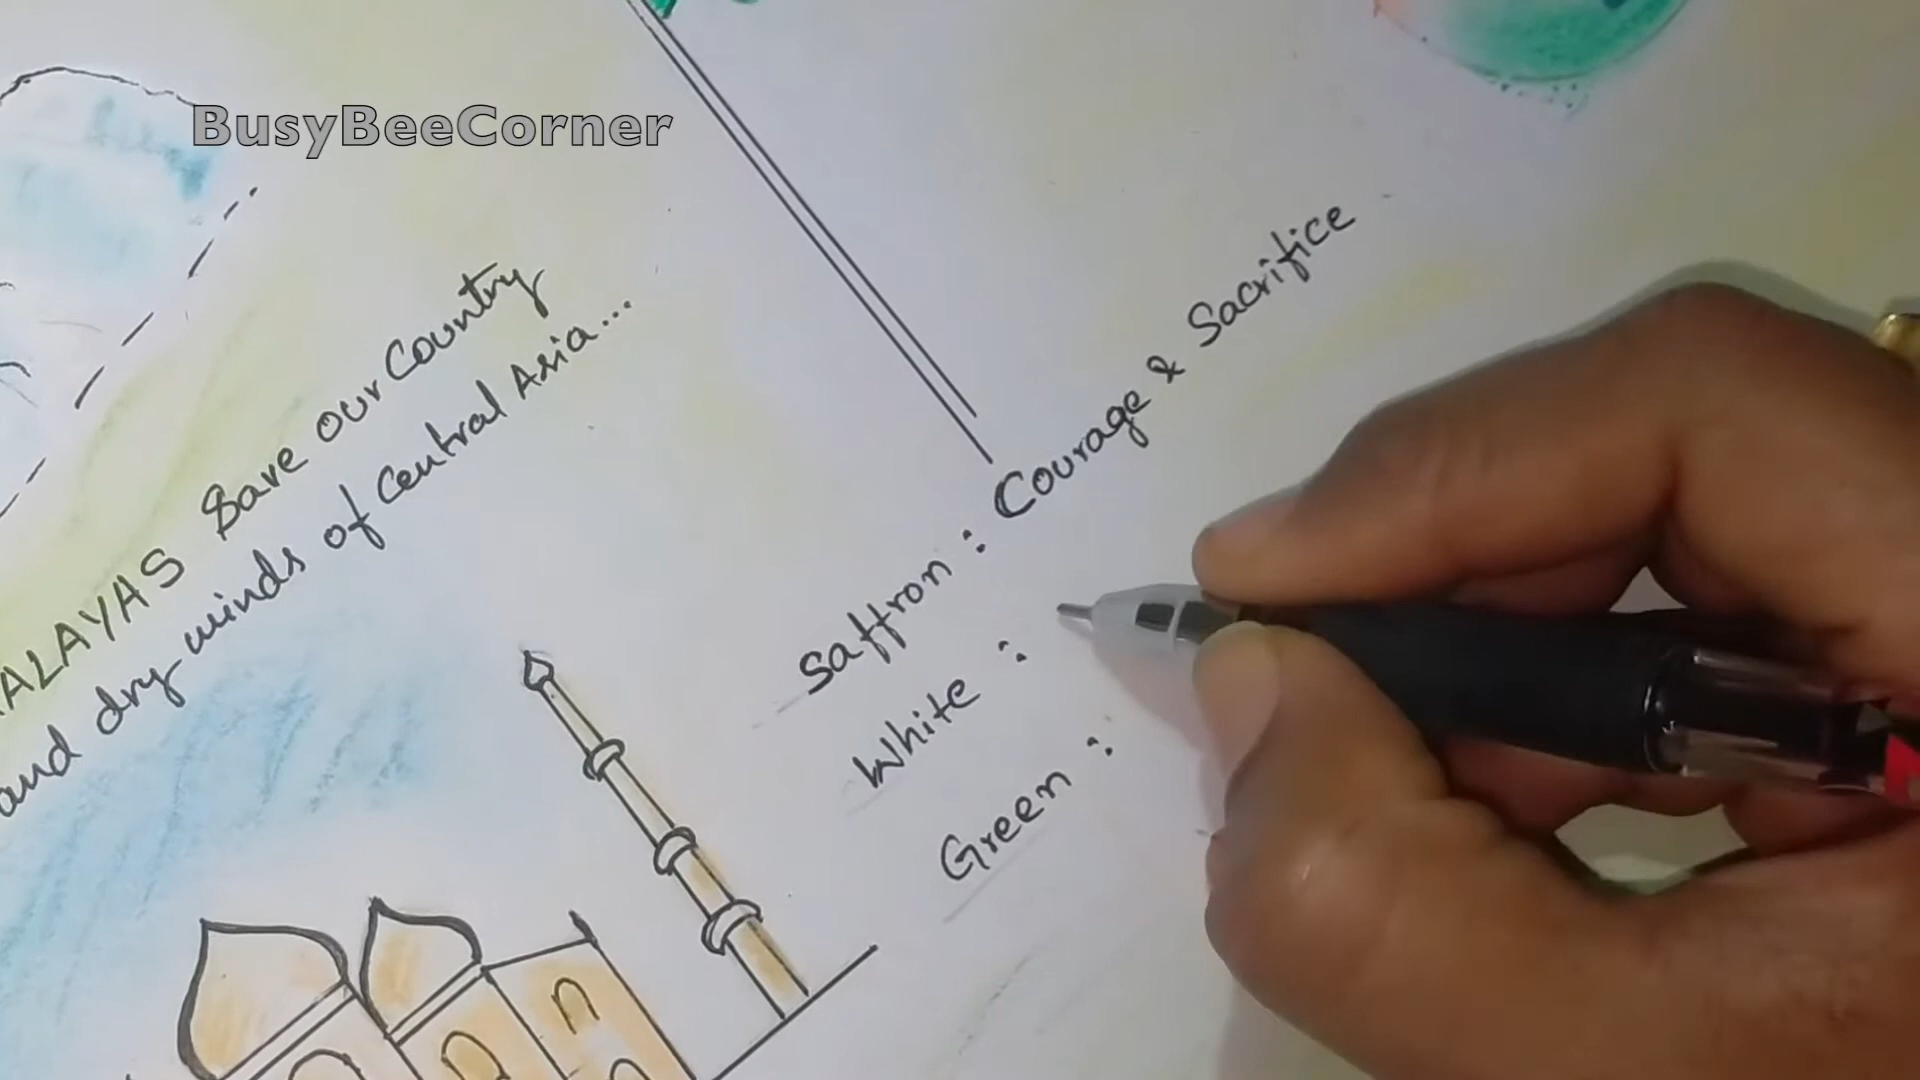 BusyBeeCorner
ALAYAS Save our Country
and dry winds of Central Asia...
Saffron : Courage & Sacrifice
White :
Green :